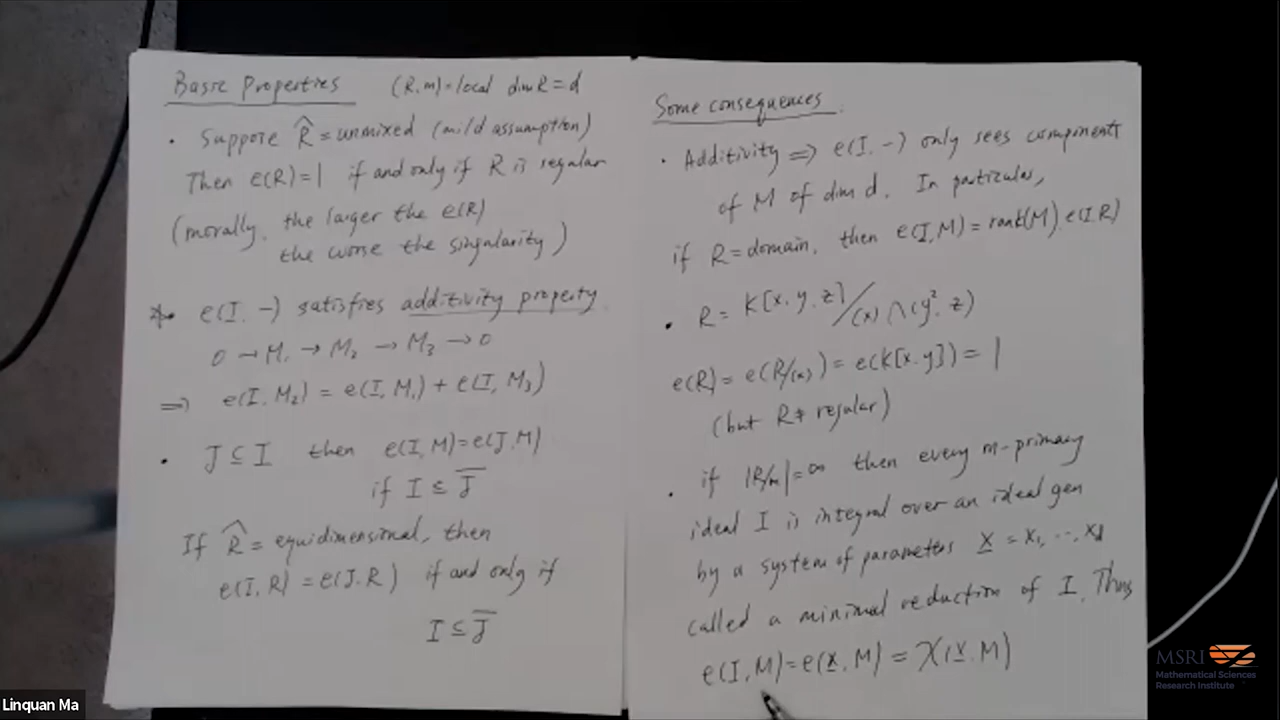 Basic Properties (R,m)=local dim R = d
· Suppose R̂ = unmixed (mild assumption)
Then e(R)=1 if and only if R is regular
(morally, the larger the e(R)
the worse the singularity)
* e(I,-) satisfies additivity property
0 → M₁ → M₂ → M₃ → 0
⇒ e(I,M₂) = e(I,M₁) + e(I,M₃)
· J ⊆ I then e(I,M)=e(J,M)
if I ⊆ J̅
If R̂ = equidimensional, then
e(I,R) = e(J,R) if and only if
I ⊆ J̅
Some consequences.
· Additivity ⇒ e(I,-) only sees components
of M of dim d. In particular,
if R = domain, then e(I,M) = rank(M) e(I,R)
· R = K[x,y,z]/(x)∩(y²,z)
e(R) = e(R/(x)) = e(K[x,y]) = 1
(but R ≠ regular)
· if |R/m|=∞ then every m-primary
ideal I is integral over an ideal gen
by a system of parameters x = x₁,…,xd
called a minimal reduction of I. Thus
e(I,M)=e(x,M) = χ(x,M)
Linquan Ma
MSRI
Mathematical Sciences
Research Institute